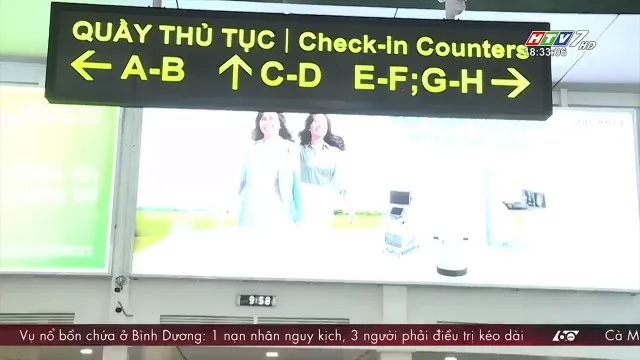 QUẦY THỦ TỤC | Check-in Counters
← A-B ↑ C-D E-F;G-H →
HTV7 HD
18:33:06
9:58
Vụ nổ bồn chứa ở Bình Dương: 1 nạn nhân nguy kịch, 3 người phải điều trị kéo dài
60
Cà M